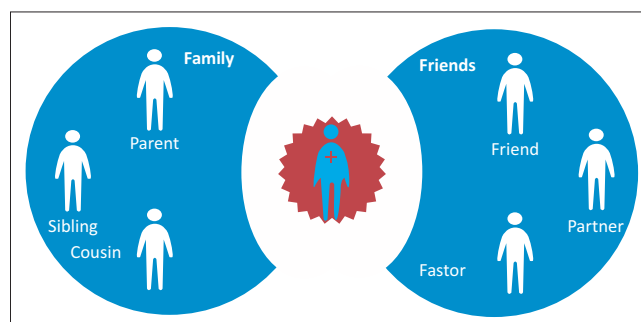 Family
Parent
Sibling
Cousin
Friends
Friend
Partner
Fastor